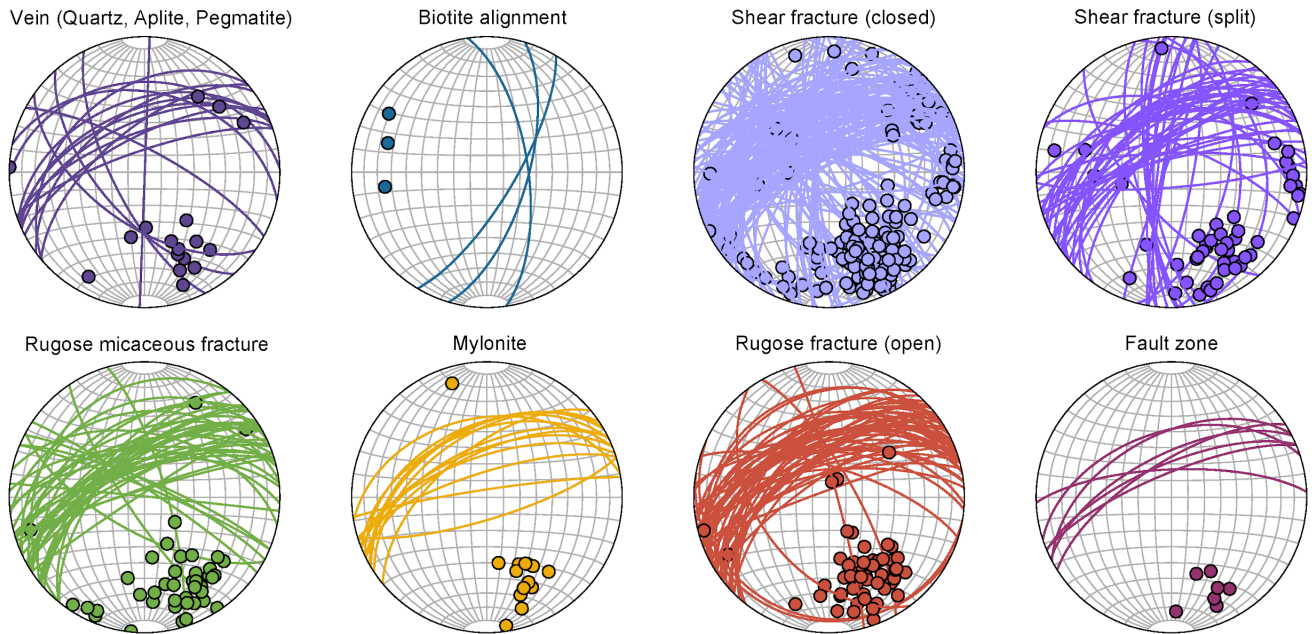 Vein (Quartz, Aplite, Pegmatite)
Biotite alignment
Shear fracture (closed)
Shear fracture (split)
Rugose micaceous fracture
Mylonite
Rugose fracture (open)
Fault zone